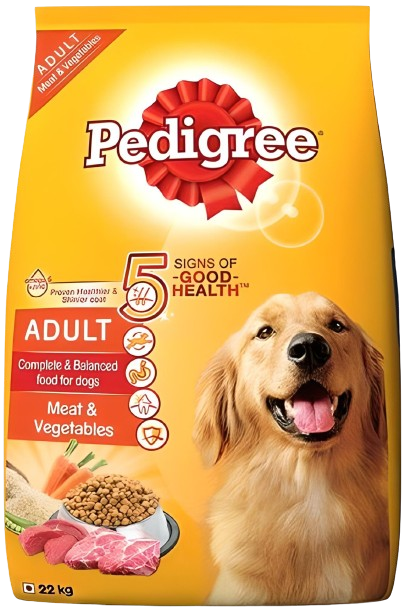 ADULT
Meat & Vegetables
Pedigree
5 SIGNS OF
-GOOD-
HEALTH™
Proven Healthier &
Shinier coat
ADULT
Complete & Balanced
food for dogs
Meat &
Vegetables
22 kg